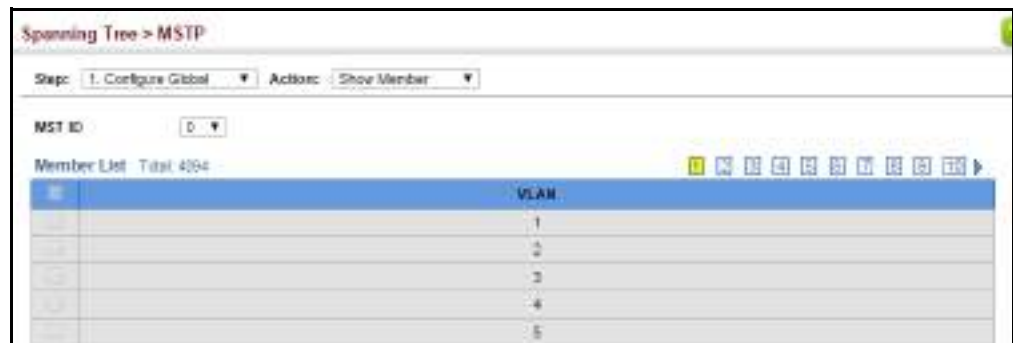 Spanning Tree > MSTP
Step: 1. Configure Global Action: Show Member
MST ID 0
Member List Total: 4094
1 2 3 4 5 6 7 8 9 10
VLAN
1
2
3
4
5